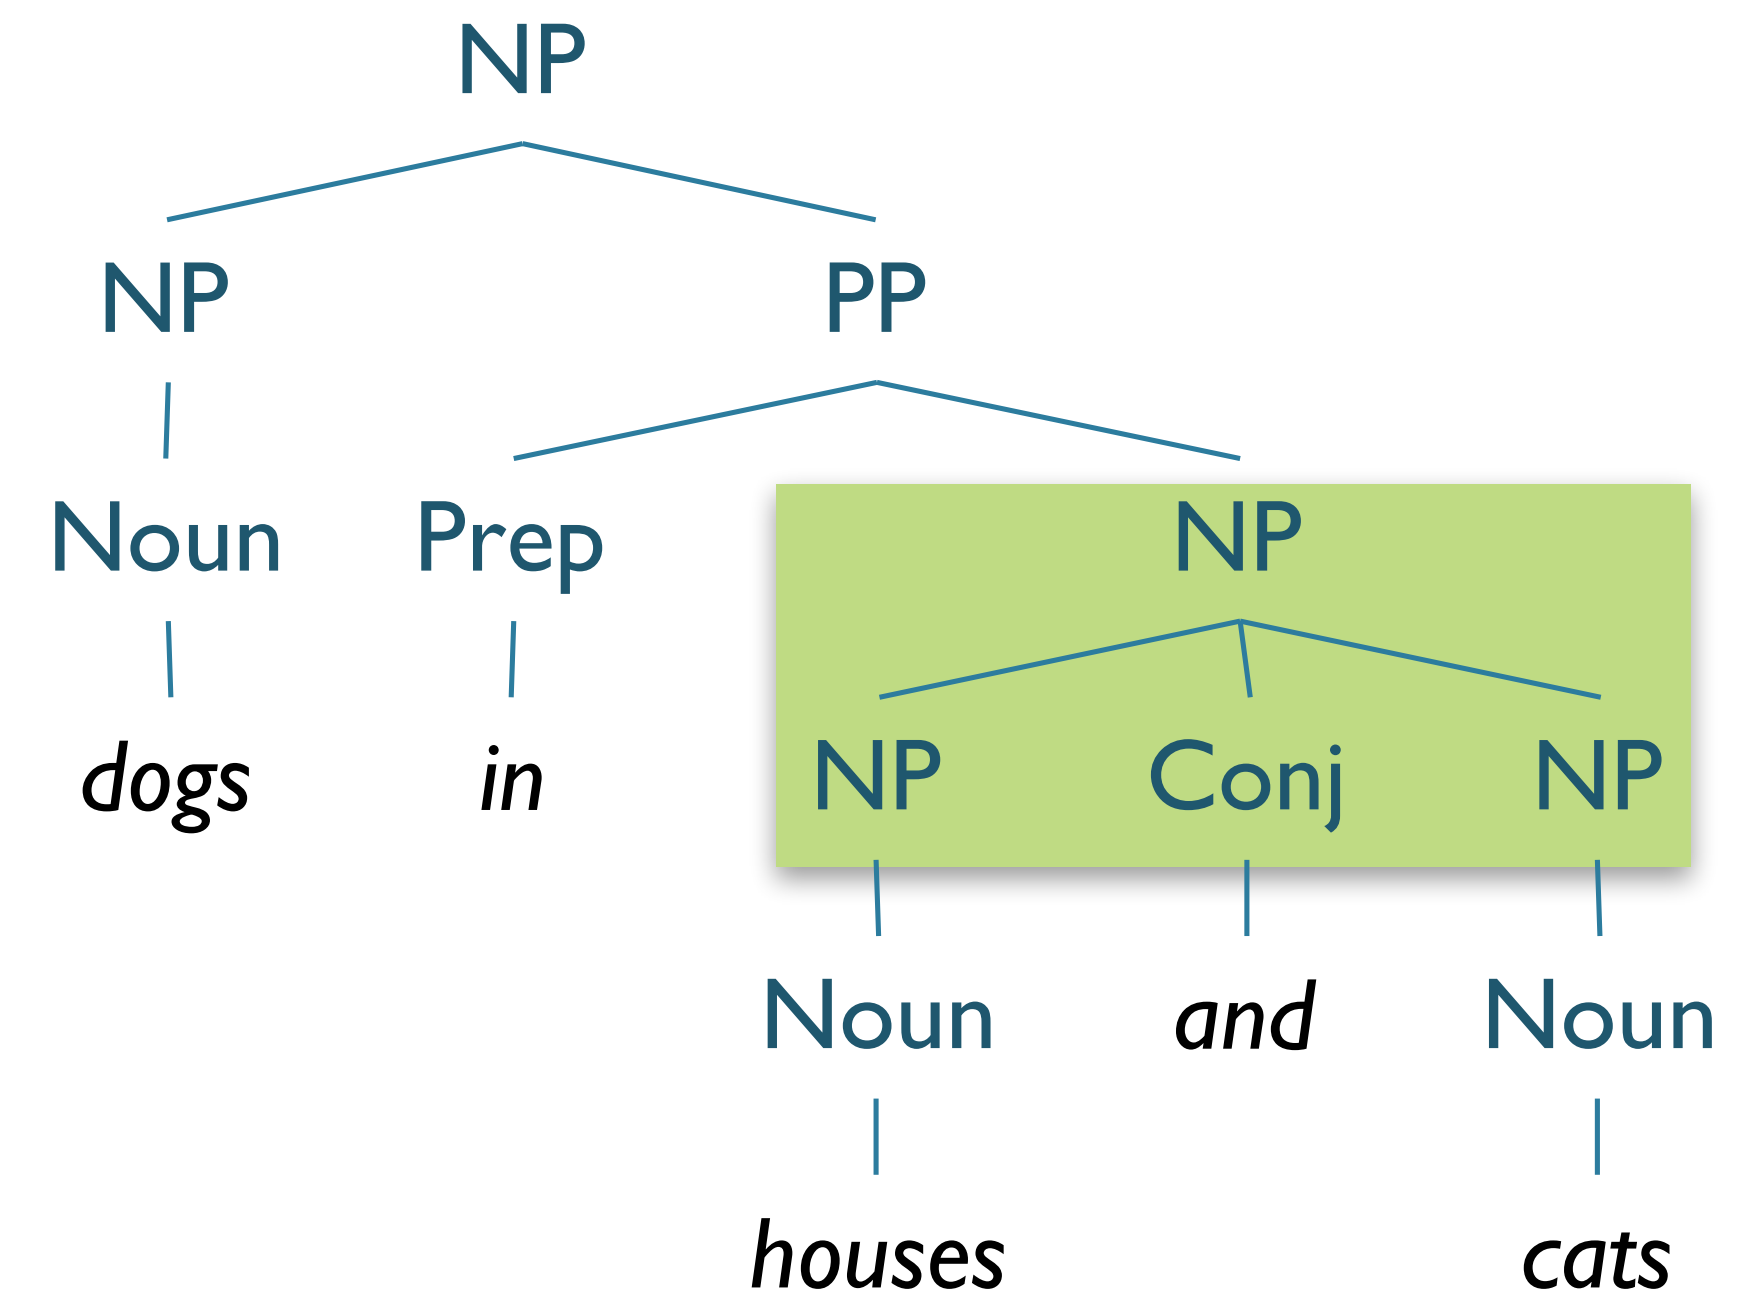 NP
NP PP
Noun Prep NP
dogs in NP Conj NP
Noun and Noun
houses cats